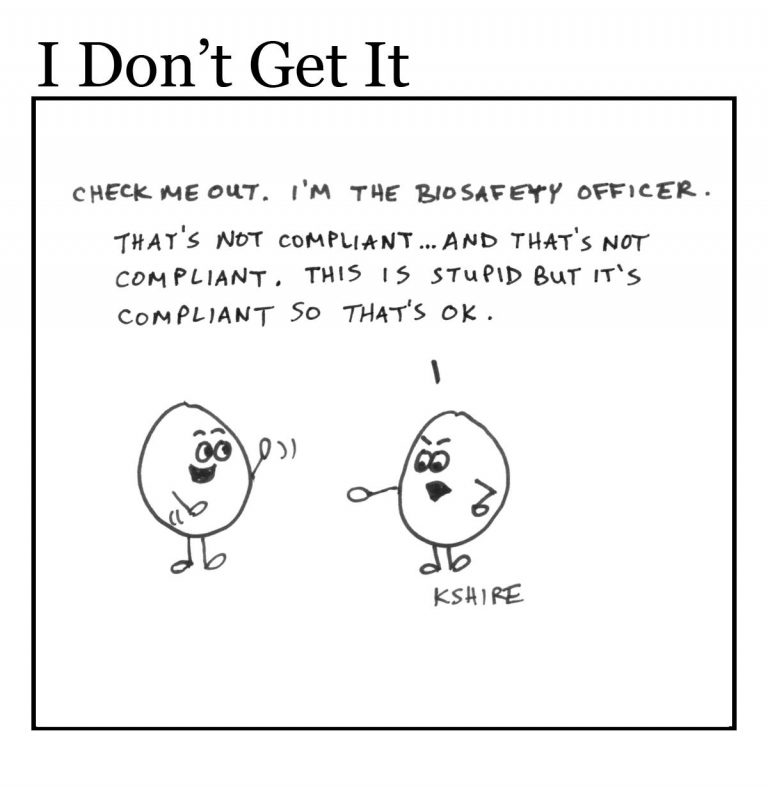 I Don’t Get It
CHECK ME OUT. I'M THE BIOSAFETY OFFICER.
THAT'S NOT COMPLIANT... AND THAT'S NOT
COMPLIANT. THIS IS STUPID BUT IT'S
COMPLIANT SO THAT'S OK.
KSHIRE